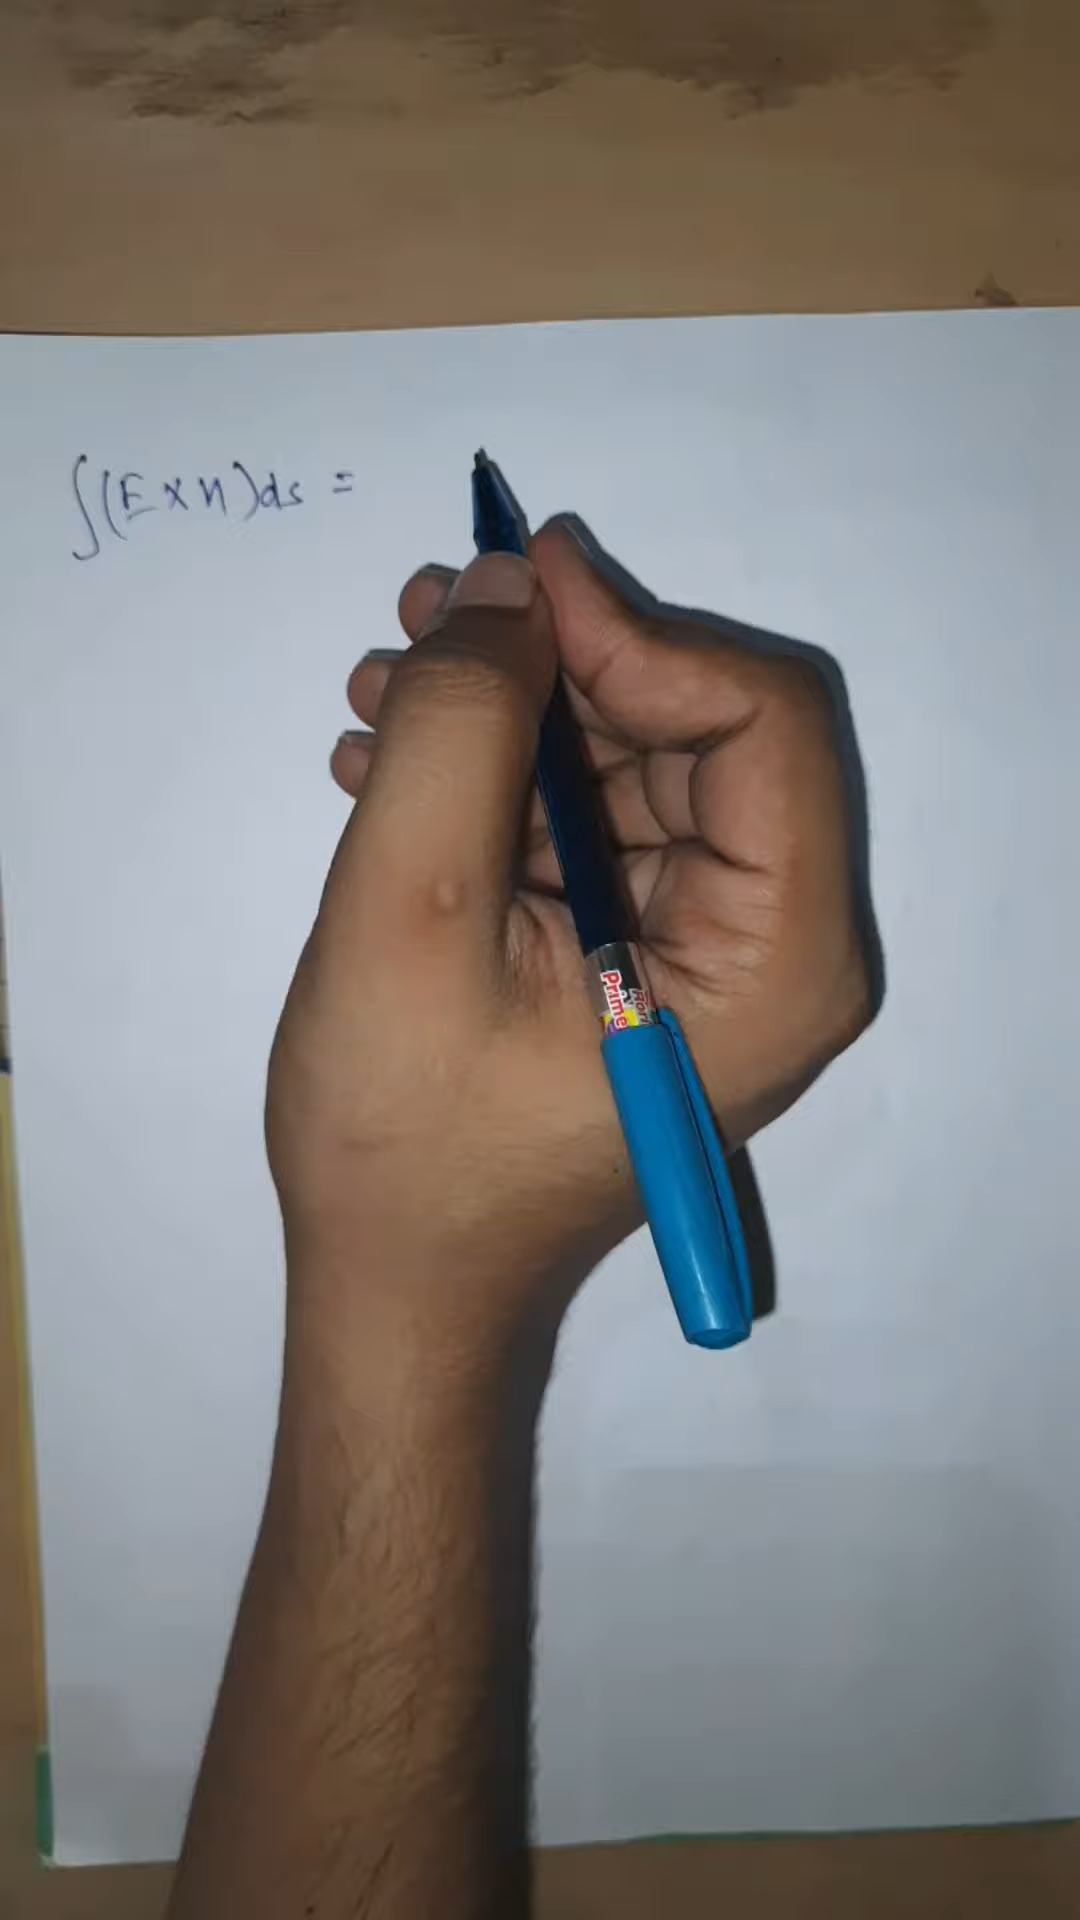 ∫(E x n)ds =
Prime